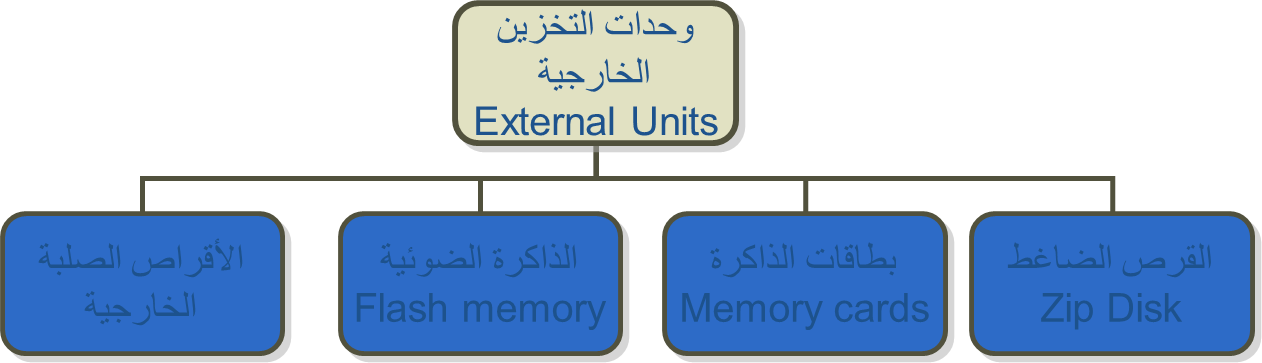 وحدات التخزين
الخارجية
External Units
القرص الضاغط
Zip Disk
بطاقات الذاكرة
Memory cards
الذاكرة الضوئية
Flash memory
الأقراص الصلبة
الخارجية